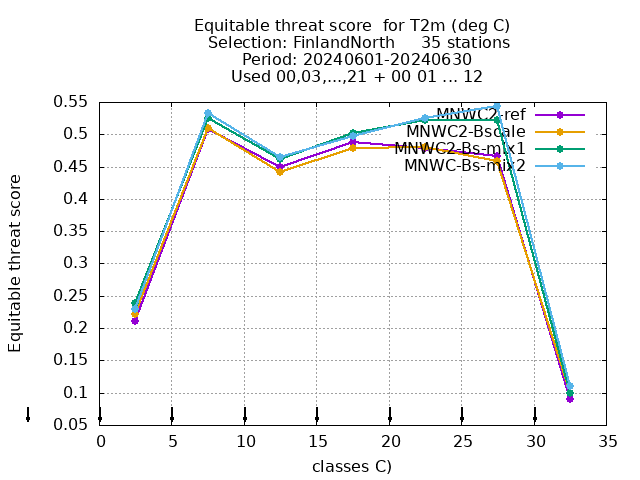 Equitable threat score  for T2m (deg C)
Selection: FinlandNorth     35 stations
Period: 20240601-20240630
Used 00,03,...,21 + 00 01 ... 12
Equitable threat score
0.55
0.5
0.45
0.4
0.35
0.3
0.25
0.2
0.15
0.1
0.05
MNWC2-ref
MNWC2-Bscale
MNWC2-Bs-mix1
MNWC-Bs-mix2
0 5 10 15 20 25 30 35
classes C)